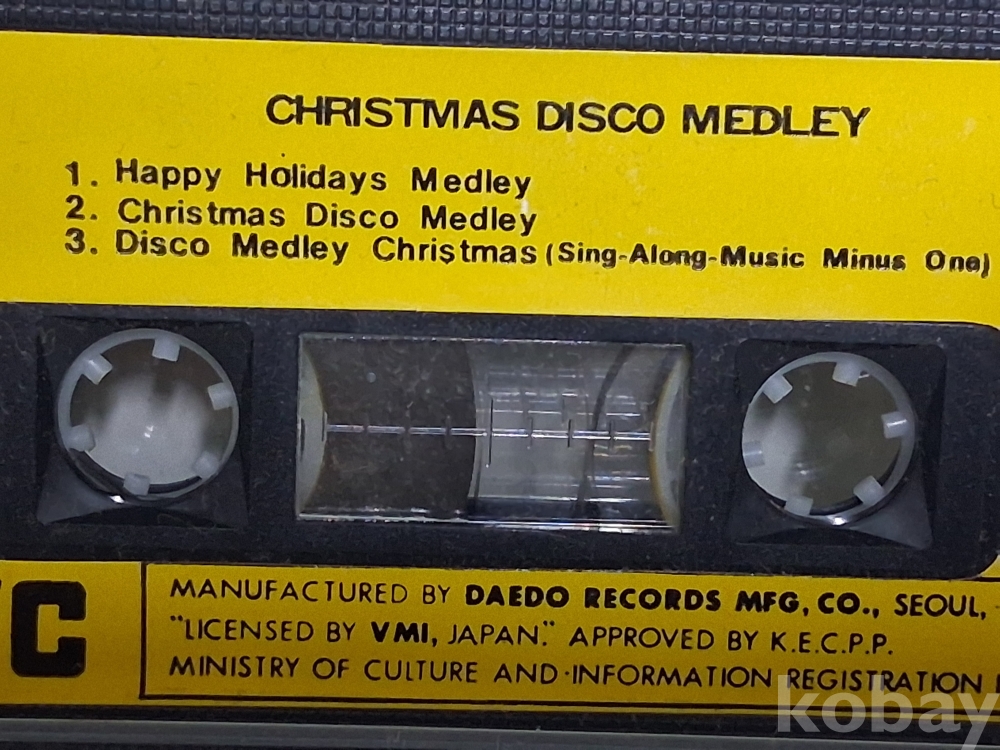 CHRISTMAS DISCO MEDLEY
1. Happy Holidays Medley
2. Christmas Disco Medley
3. Disco Medley Christmas (Sing-Along-Music Minus One)
C
MANUFACTURED BY DAEDO RECORDS MFG, CO., SEOUL,
"LICENSED BY VMI, JAPAN." APPROVED BY K.E.C.P.P.
MINISTRY OF CULTURE AND·INFORMATION REGISTRATION
kobay